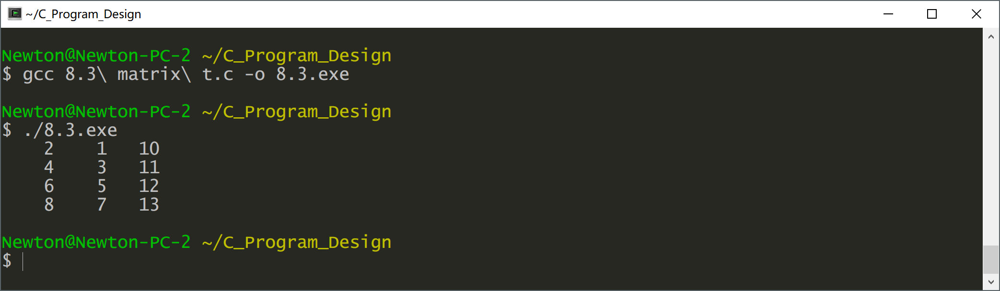 ~/C_Program_Design
Newton@Newton-PC-2 ~/C_Program_Design
$ gcc 8.3\ matrix\ t.c -o 8.3.exe
Newton@Newton-PC-2 ~/C_Program_Design
$ ./8.3.exe
2 1 10
4 3 11
6 5 12
8 7 13
Newton@Newton-PC-2 ~/C_Program_Design
$